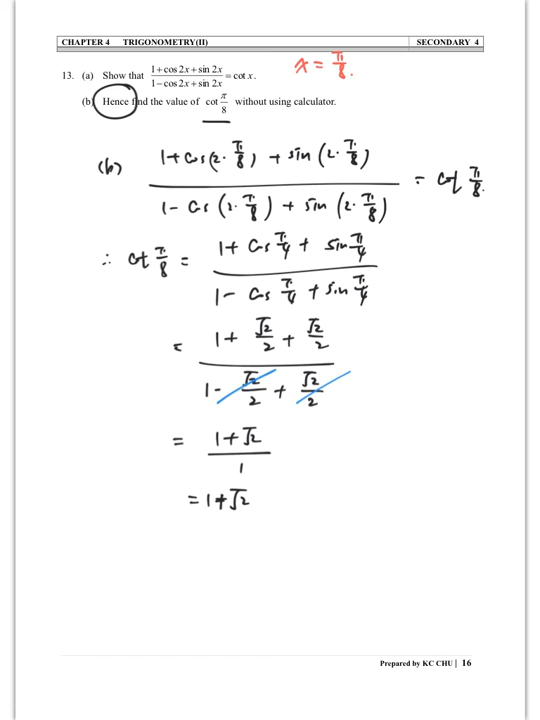 CHAPTER 4 TRIGONOMETRY(II) SECONDARY 4
x = π/8.
13. (a) Show that (1+cos 2x+sin 2x)/(1−cos 2x+sin 2x) = cot x.
(b) Hence find the value of cot π/8 without using calculator.
(b) (1+cos(2·π/8) + sin(2·π/8))/(1 - cos(2·π/8) + sin(2·π/8)) = cot π/8.
∴ cot π/8 = (1 + cos π/4 + sin π/4)/(1 - cos π/4 + sin π/4)
= (1 + √2/2 + √2/2)/(1 - √2/2 + √2/2)
= (1+√2)/1
= 1+√2
Prepared by KC CHU | 16